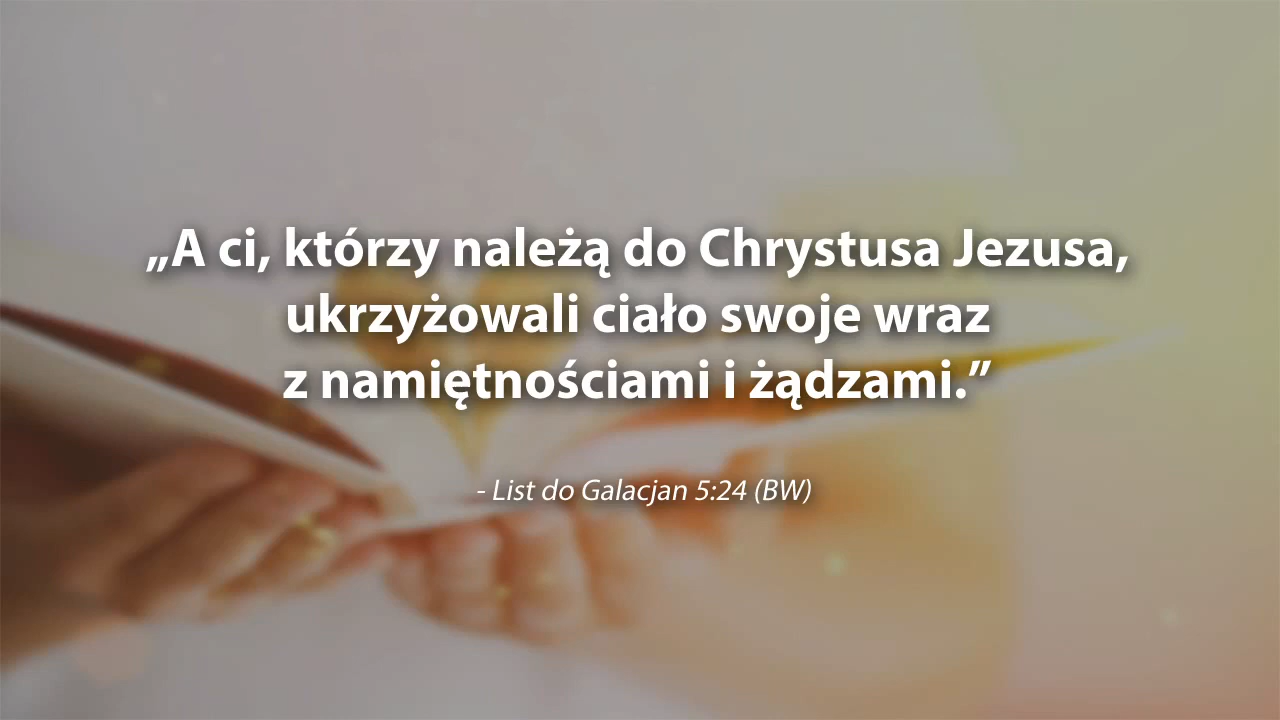 „A ci, którzy należą do Chrystusa Jezusa,
ukrzyżowali ciało swoje wraz
z namiętnościami i żądzami.”
- List do Galacjan 5:24 (BW)